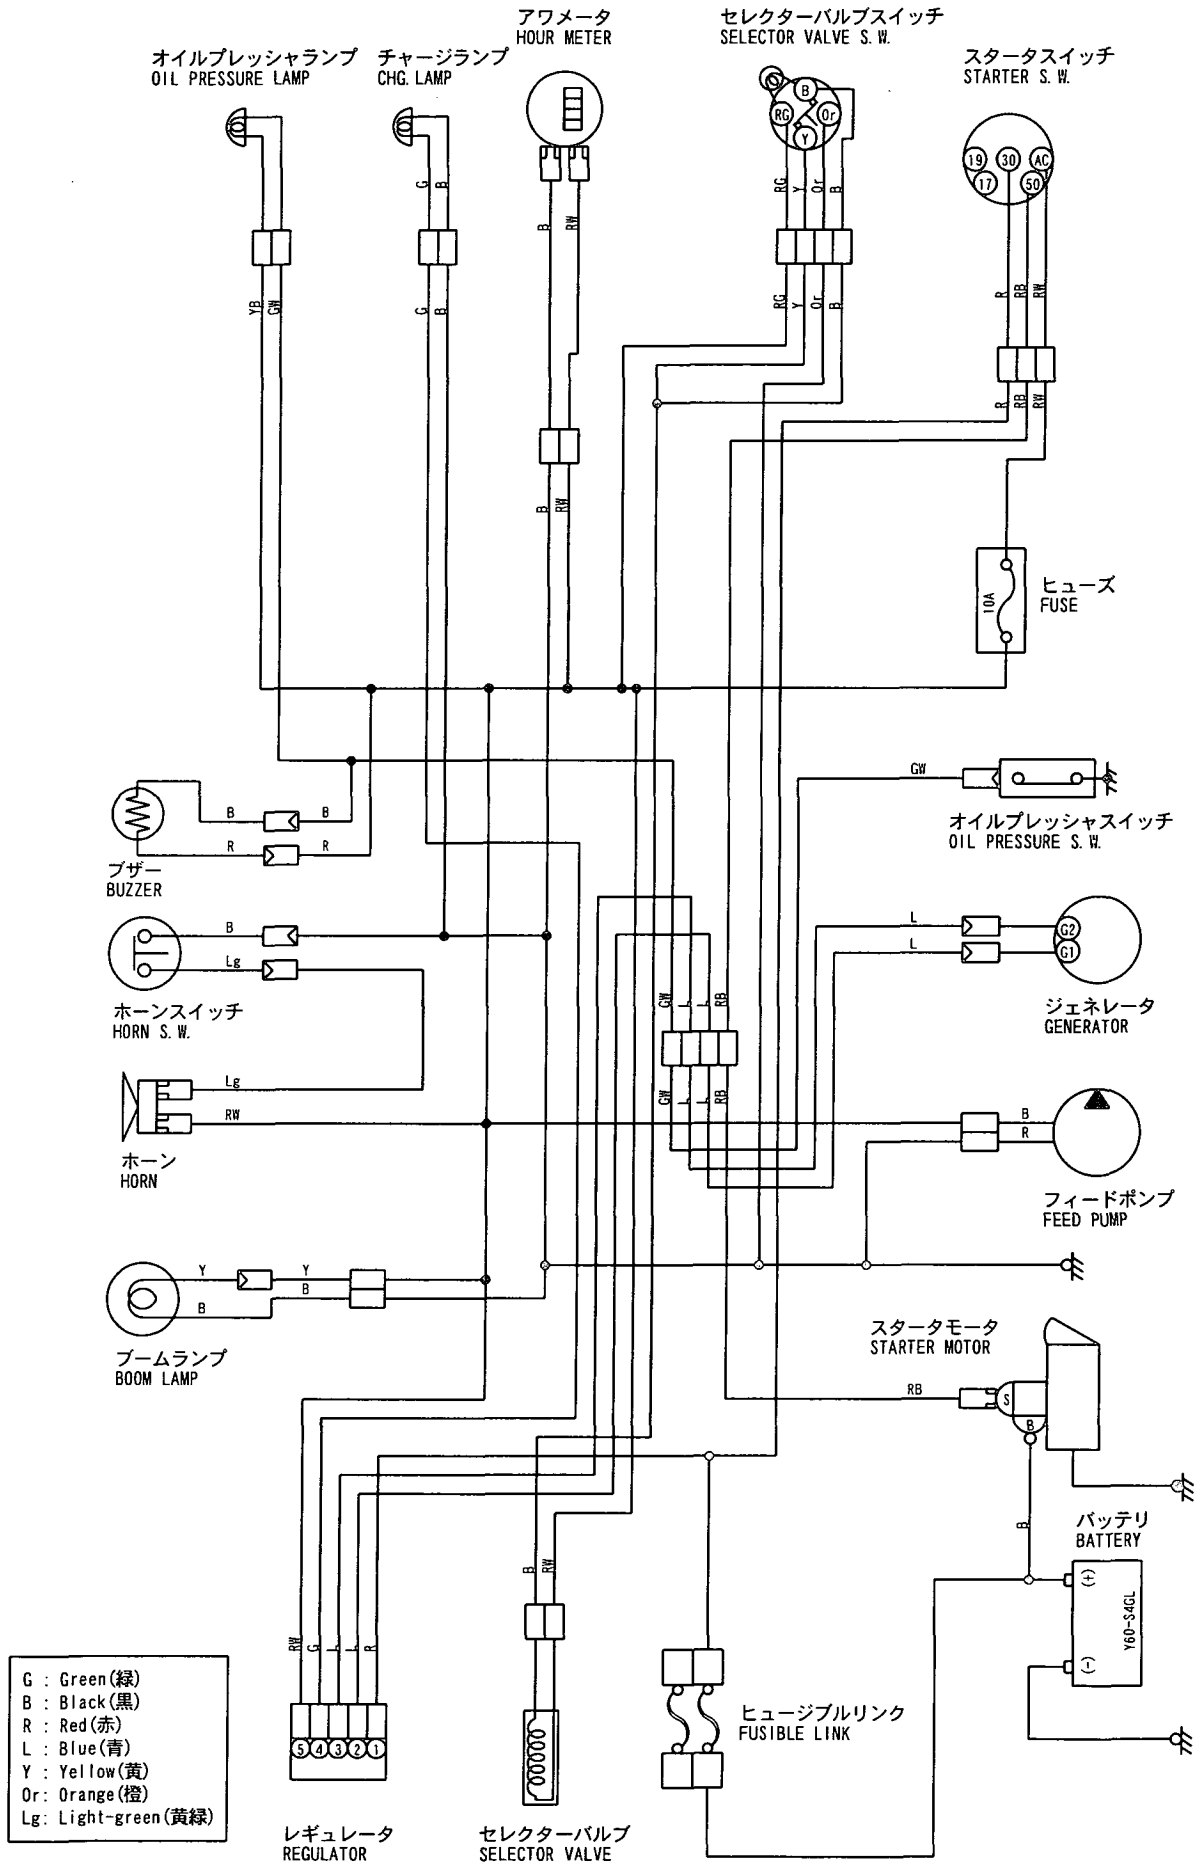 アワメータ
HOUR METER
セレクターバルブスイッチ
SELECTOR VALVE S.W.
オイルプレッシャランプ
OIL PRESSURE LAMP
チャージランプ
CHG. LAMP
スタータスイッチ
STARTER S.W.
B
RG
Or
Y
19
30
AC
17
50
G
B
B
RW
RG
Y
Or
B
YB
GW
G
B
RG
Y
Or
B
R
RB
RW
R
RB
RW
B
RW
10A
ヒューズ
FUSE
GW
オイルプレッシャスイッチ
OIL PRESSURE S.W.
B
B
R
R
ブザー
BUZZER
B
Lg
ホーンスイッチ
HORN S.W.
L
L
G2
G1
ジェネレータ
GENERATOR
GW
L
L
RB
GW
L
L
RB
Lg
RW
ホーン
HORN
B
R
フィードポンプ
FEED PUMP
Y
Y
B
B
ブームランプ
BOOM LAMP
スタータモータ
STARTER MOTOR
RB
S
B
B
バッテリ
BATTERY
(+)
Y60-S4GL
(-)
B
RW
RW
G
L
L
R
5
4
3
2
1
レギュレータ
REGULATOR
セレクターバルブ
SELECTOR VALVE
ヒュージブルリンク
FUSIBLE LINK
G : Green(緑)
B : Black(黒)
R : Red(赤)
L : Blue(青)
Y : Yellow(黄)
Or: Orange(橙)
Lg: Light-green(黄緑)